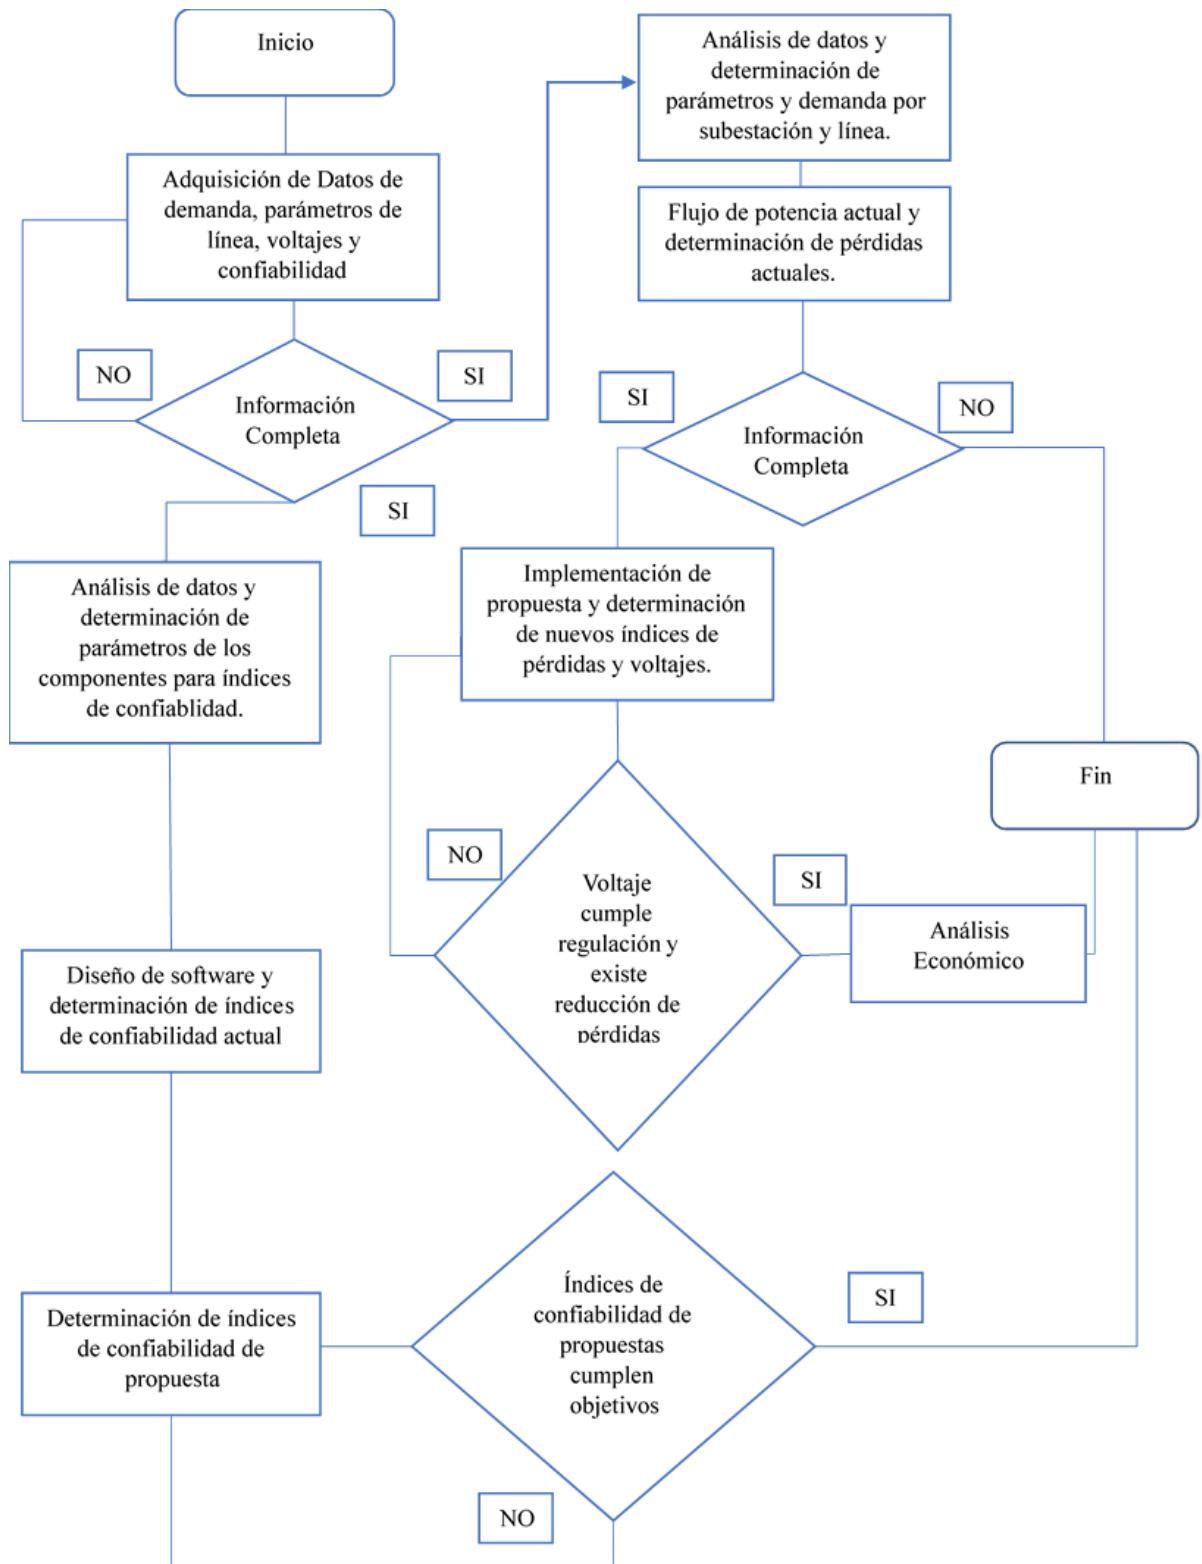 Inicio
Adquisición de Datos de
demanda, parámetros de
línea, voltajes y
confiabilidad
NO
SI
Información
Completa
SI
Análisis de datos y
determinación de
parámetros de los
componentes para índices
de confiablidad.
Diseño de software y
determinación de índices
de confiabilidad actual
Determinación de índices
de confiabilidad de
propuesta
Análisis de datos y
determinación de
parámetros y demanda por
subestación y línea.
Flujo de potencia actual y
determinación de pérdidas
actuales.
SI
NO
Información
Completa
Implementación de
propuesta y determinación
de nuevos índices de
pérdidas y voltajes.
NO
SI
Voltaje
cumple
regulación y
existe
reducción de
pérdidas
Análisis
Económico
Fin
Índices de
confiabilidad de
propuestas
cumplen
objetivos
SI
NO